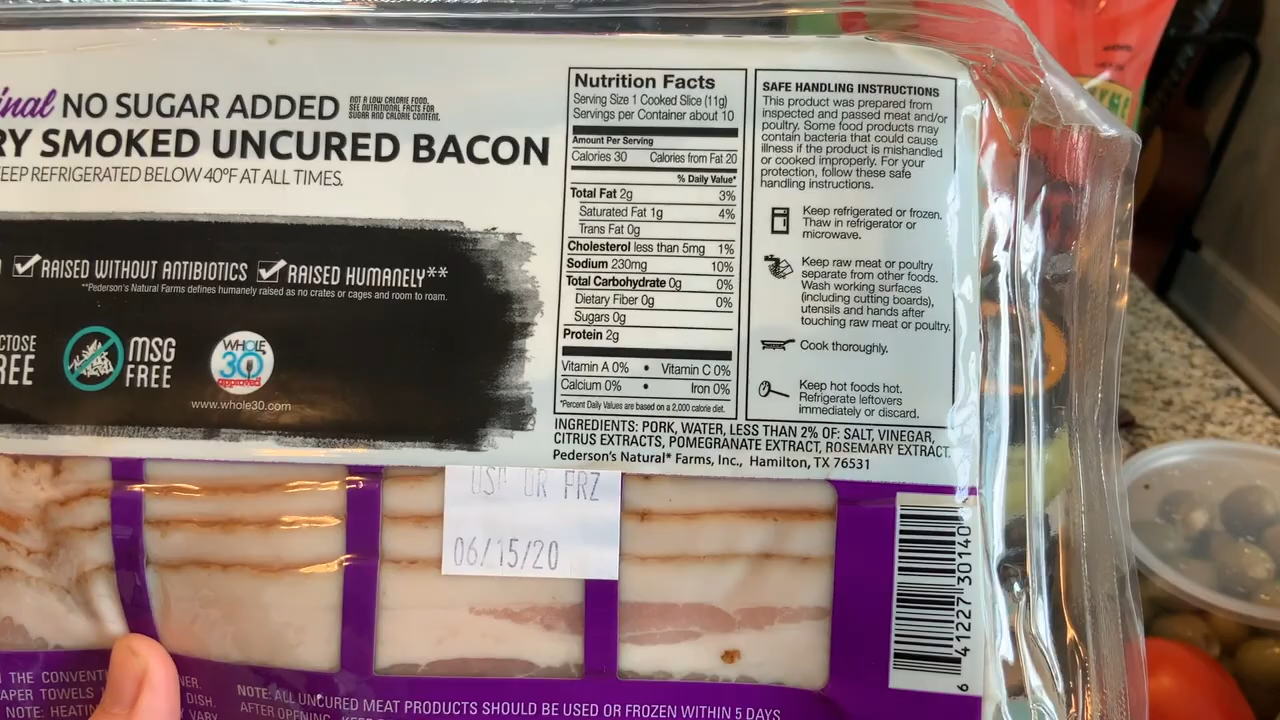 inal NO SUGAR ADDED
NOT A LOW CALORIE FOOD.
SEE NUTRITIONAL FACTS FOR
SUGAR AND CALORIE CONTENT.
RY SMOKED UNCURED BACON
KEEP REFRIGERATED BELOW 40°F AT ALL TIMES.
RAISED WITHOUT ANTIBIOTICS RAISED HUMANELY**
**Pederson's Natural Farms defines humanely raised as no crates or cages and room to roam.
CTOSE
REE
MSG
FREE
WHOLE
30
approved
www.whole30.com
Nutrition Facts
Serving Size 1 Cooked Slice (11g)
Servings per Container about 10
Amount Per Serving
Calories 30 Calories from Fat 20
% Daily Value*
Total Fat 2g 3%
Saturated Fat 1g 4%
Trans Fat 0g
Cholesterol less than 5mg 1%
Sodium 230mg 10%
Total Carbohydrate 0g 0%
Dietary Fiber 0g 0%
Sugars 0g
Protein 2g
Vitamin A 0% • Vitamin C 0%
Calcium 0% • Iron 0%
*Percent Daily Values are based on a 2,000 calorie diet.
SAFE HANDLING INSTRUCTIONS
This product was prepared from
inspected and passed meat and/or
poultry. Some food products may
contain bacteria that could cause
illness if the product is mishandled
or cooked improperly. For your
protection, follow these safe
handling instructions.
Keep refrigerated or frozen.
Thaw in refrigerator or
microwave.
Keep raw meat or poultry
separate from other foods.
Wash working surfaces
(including cutting boards),
utensils and hands after
touching raw meat or poultry.
Cook thoroughly.
Keep hot foods hot.
Refrigerate leftovers
immediately or discard.
INGREDIENTS: PORK, WATER, LESS THAN 2% OF: SALT, VINEGAR,
CITRUS EXTRACTS, POMEGRANATE EXTRACT, ROSEMARY EXTRACT.
Pederson's Natural* Farms, Inc., Hamilton, TX 76531
OR FRZ
06/15/20
6 41227 30140
THE CONVENTI
APER TOWELS
DISH.
NOTE: HEATIN
VARY
NOTE: ALL UNCURED MEAT PRODUCTS SHOULD BE USED OR FROZEN WITHIN 5 DAYS
AFTER OPENING.